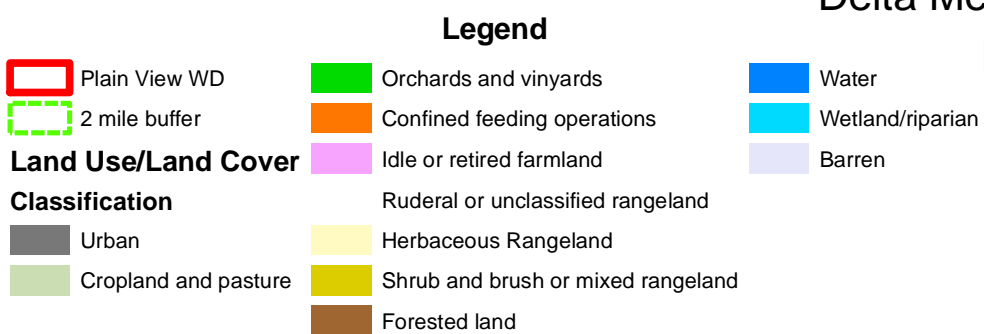 Legend
Plain View WD
2 mile buffer
Land Use/Land Cover
Classification
Urban
Cropland and pasture
Orchards and vinyards
Confined feeding operations
Idle or retired farmland
Ruderal or unclassified rangeland
Herbaceous Rangeland
Shrub and brush or mixed rangeland
Forested land
Water
Wetland/riparian
Barren
Delta